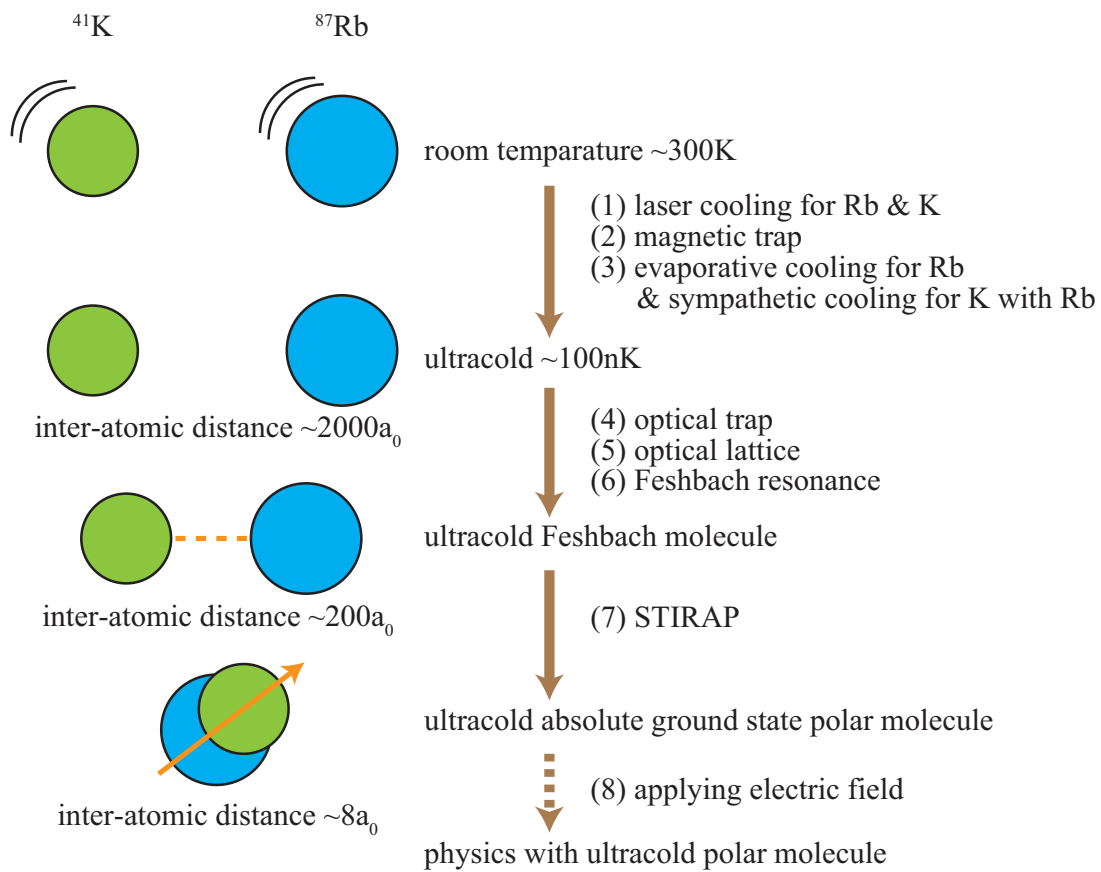 ⁴¹K
⁸⁷Rb
room temparature ~300K
(1) laser cooling for Rb & K
(2) magnetic trap
(3) evaporative cooling for Rb
& sympathetic cooling for K with Rb
ultracold ~100nK
inter-atomic distance ~2000a₀
(4) optical trap
(5) optical lattice
(6) Feshbach resonance
ultracold Feshbach molecule
inter-atomic distance ~200a₀
(7) STIRAP
ultracold absolute ground state polar molecule
(8) applying electric field
inter-atomic distance ~8a₀
physics with ultracold polar molecule